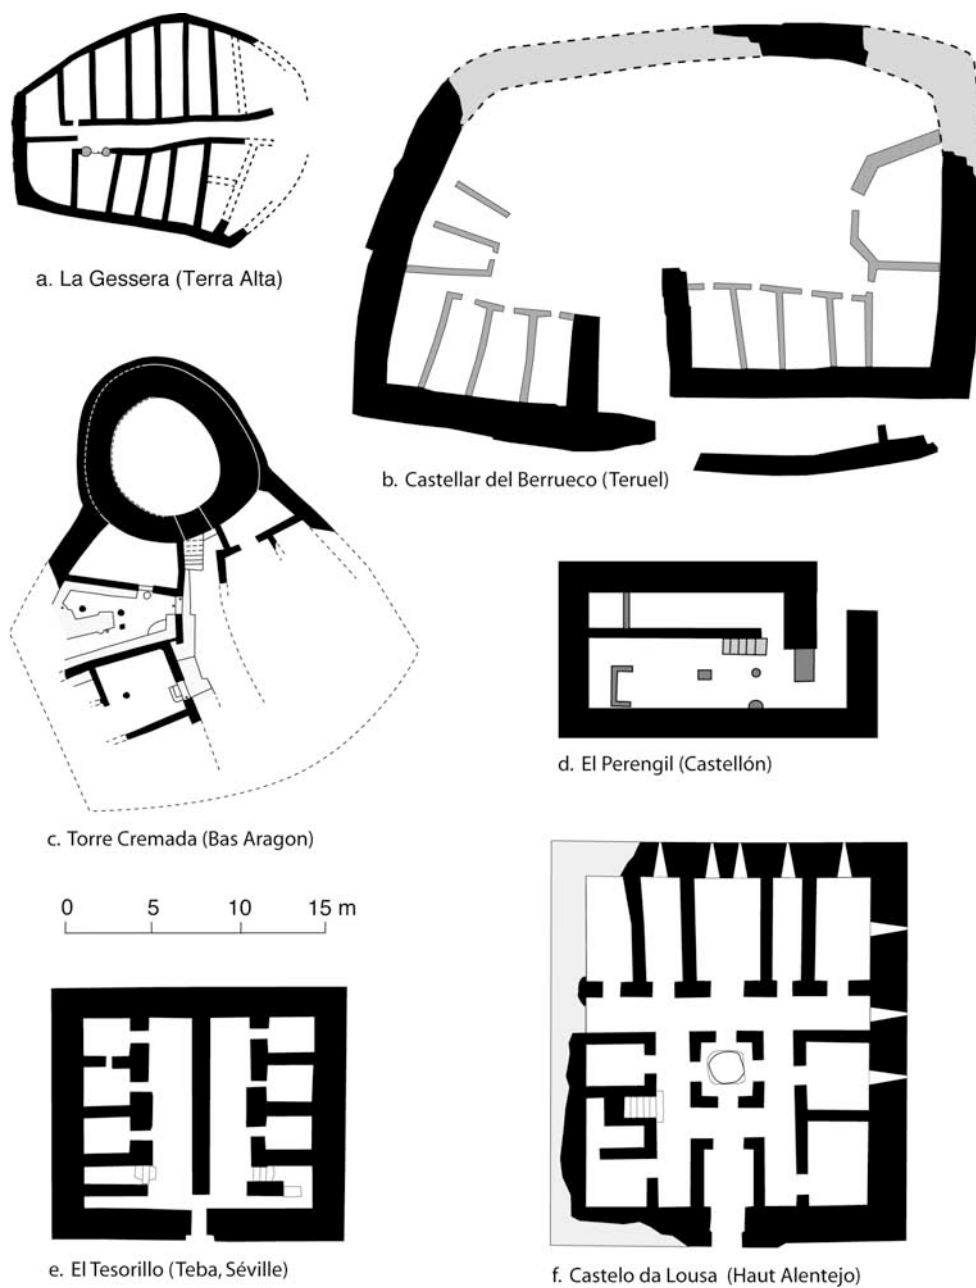 a. La Gessera (Terra Alta)
b. Castellar del Berrueco (Teruel)
c. Torre Cremada (Bas Aragon)
d. El Perengil (Castellón)
0 5 10 15 m
e. El Tesorillo (Teba, Séville)
f. Castelo da Lousa (Haut Alentejo)